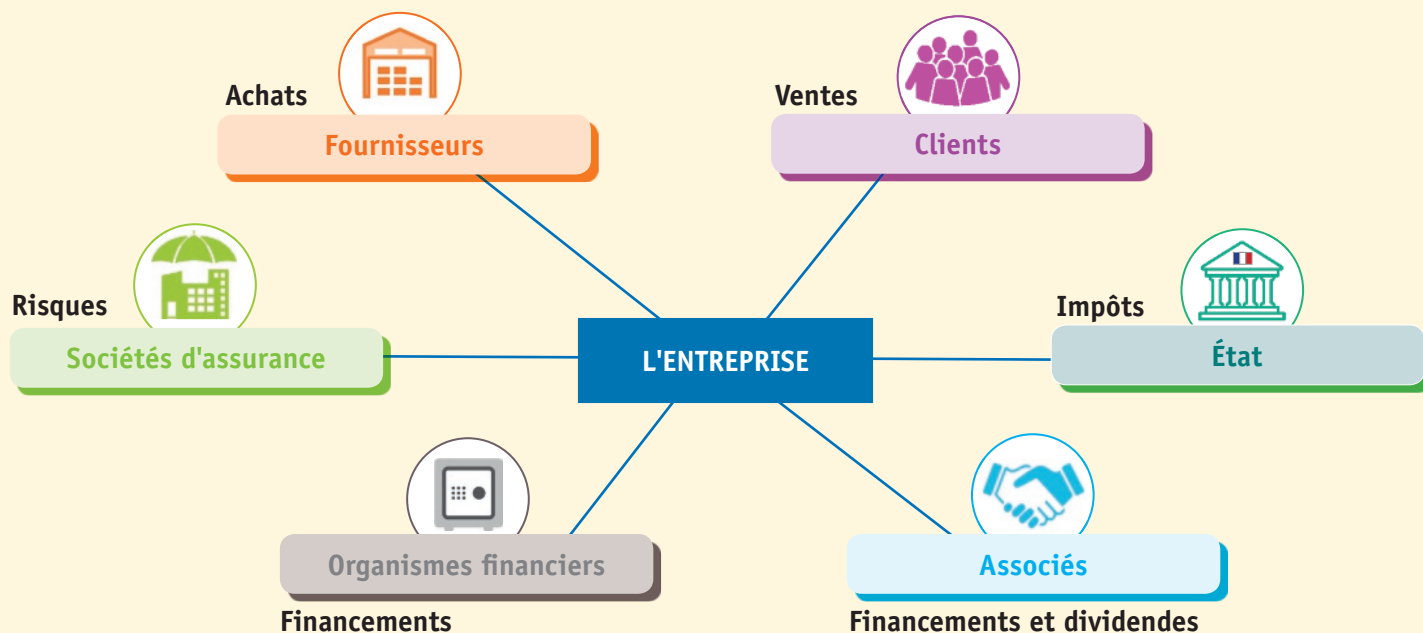 Achats
Fournisseurs
Ventes
Clients
Risques
Sociétés d'assurance
L'ENTREPRISE
Impôts
État
Organismes financiers
Financements
Associés
Financements et dividendes